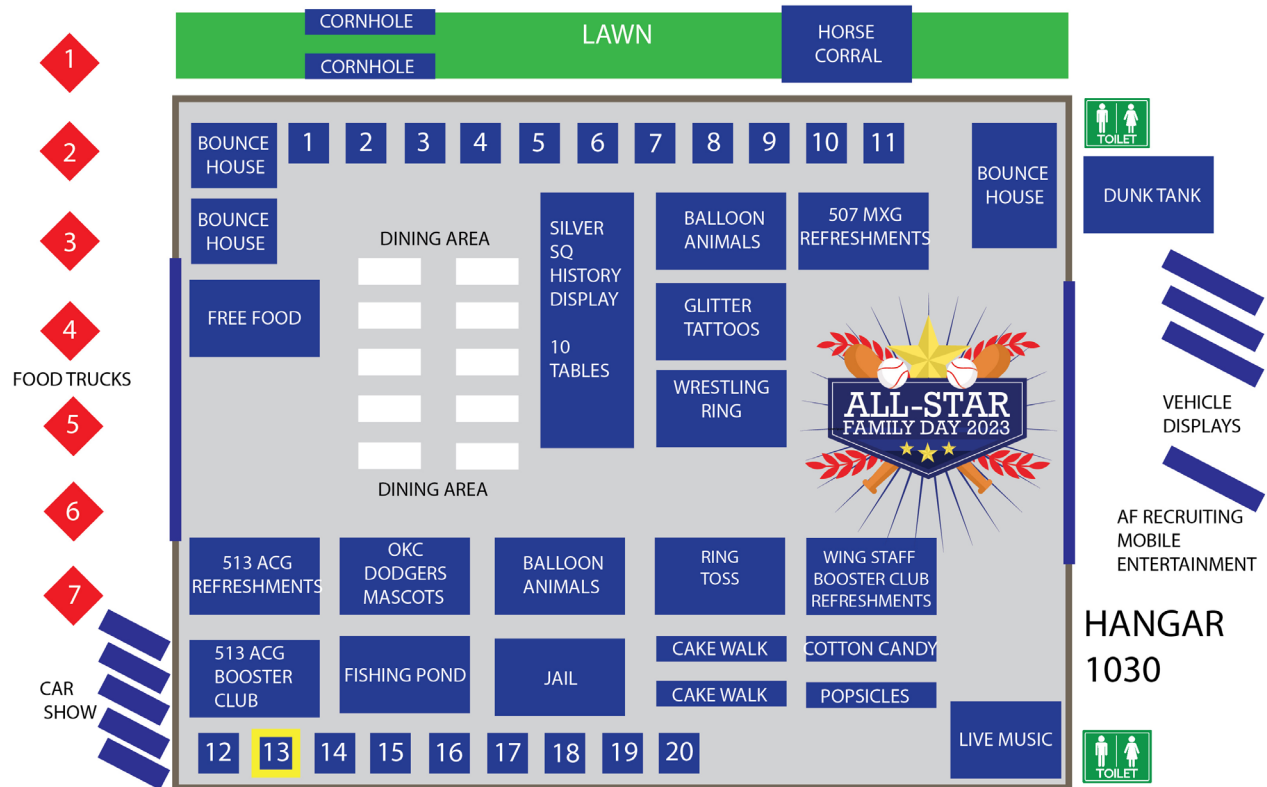 CORNHOLE
CORNHOLE
LAWN
HORSE
CORRAL
1
2
3
4
FOOD TRUCKS
5
6
7
CAR
SHOW
BOUNCE
HOUSE
BOUNCE
HOUSE
1
2
3
4
5
6
7
8
9
10
11
BOUNCE
HOUSE
TOILET
DUNK TANK
FREE FOOD
DINING AREA
DINING AREA
SILVER
SQ
HISTORY
DISPLAY
10
TABLES
BALLOON
ANIMALS
507 MXG
REFRESHMENTS
GLITTER
TATTOOS
WRESTLING
RING
ALL-STAR
FAMILY DAY 2023
VEHICLE
DISPLAYS
AF RECRUITING
MOBILE
ENTERTAINMENT
513 ACG
REFRESHMENTS
OKC
DODGERS
MASCOTS
BALLOON
ANIMALS
RING
TOSS
WING STAFF
BOOSTER CLUB
REFRESHMENTS
513 ACG
BOOSTER
CLUB
FISHING POND
JAIL
CAKE WALK
CAKE WALK
COTTON CANDY
POPSICLES
HANGAR
1030
12
13
14
15
16
17
18
19
20
LIVE MUSIC
TOILET